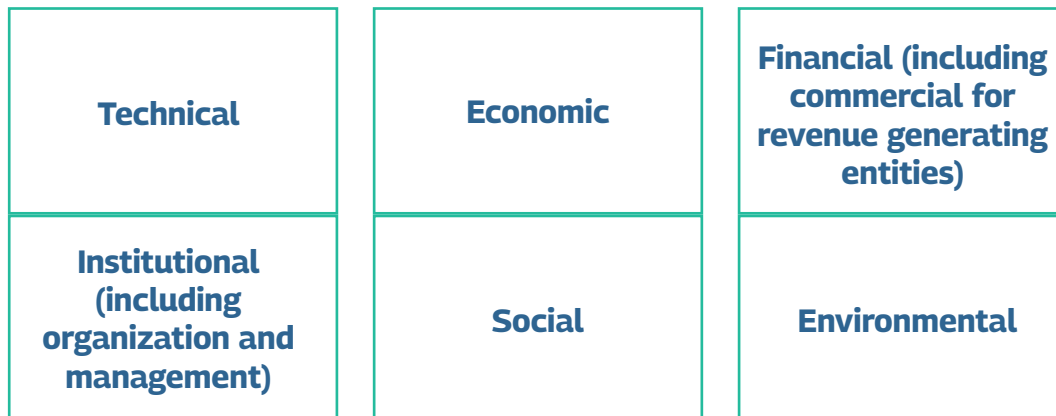 Technical
Economic
Financial (including
commercial for
revenue generating
entities)
Institutional
(including
organization and
management)
Social
Environmental